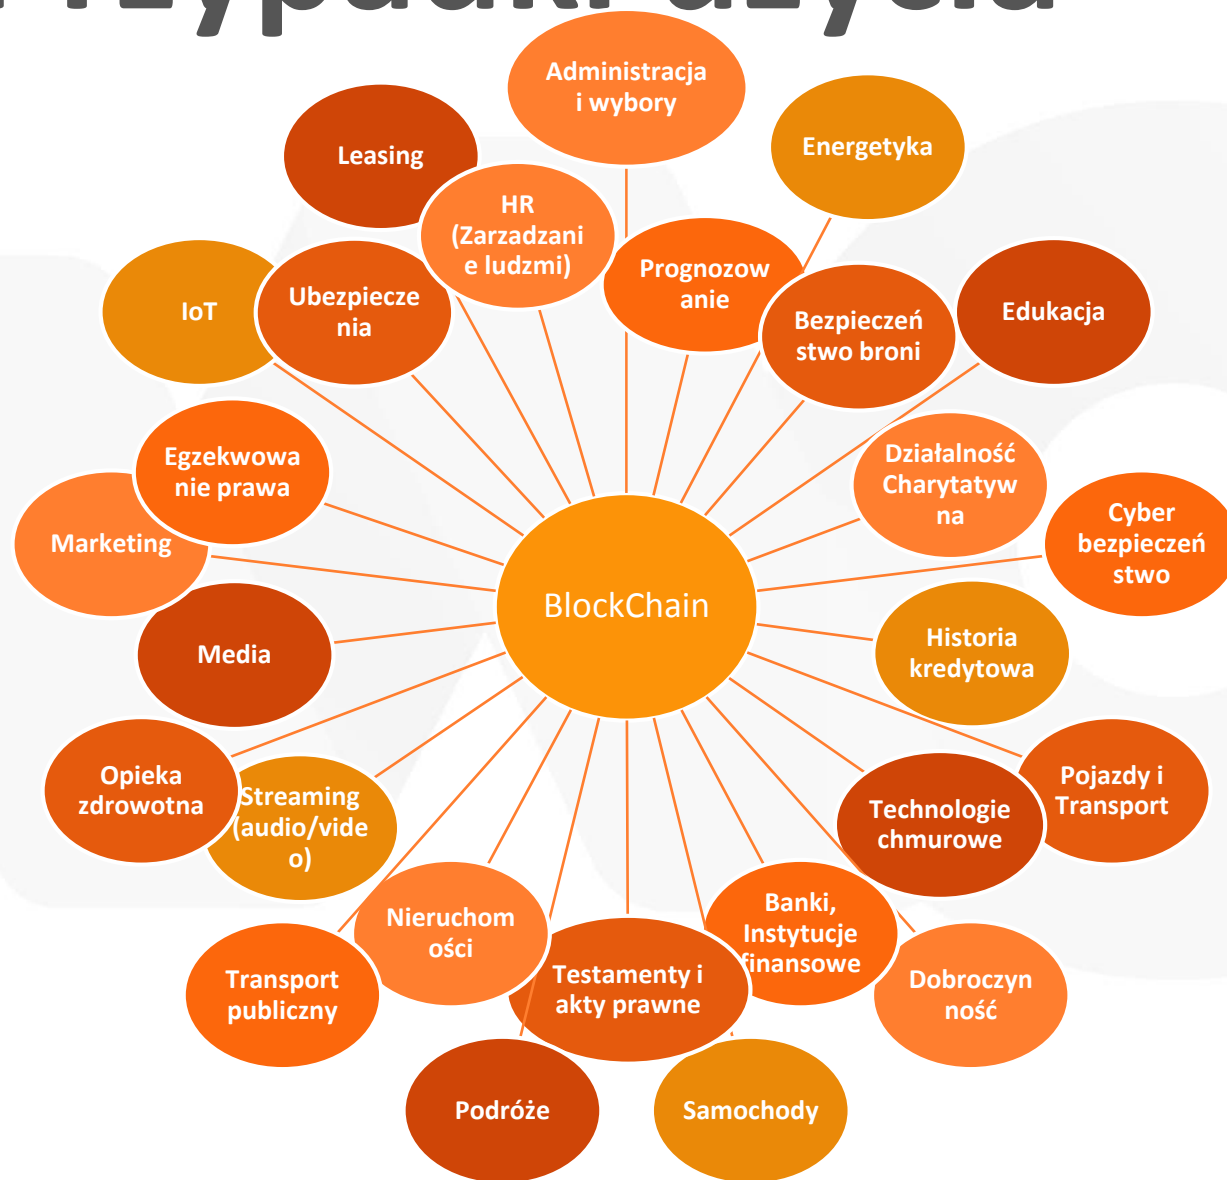 Przypadki użycia
Administracja
i wybory
Energetyka
Leasing
HR
(Zarzadzani
e ludzmi)
Prognozow
anie
Bezpieczeń
stwo broni
Edukacja
IoT
Ubezpiecze
nia
Działalność
Charytatyw
na
Egzekwowa
nie prawa
Marketing
Cyber
bezpieczeń
stwo
BlockChain
Media
Historia
kredytowa
Opieka
zdrowotna
Streaming
(audio/vide
o)
Technologie
chmurowe
Pojazdy i
Transport
Nieruchom
ości
Banki,
Instytucje
finansowe
Transport
publiczny
Testamenty i
akty prawne
Dobroczyn
ność
Podróże
Samochody